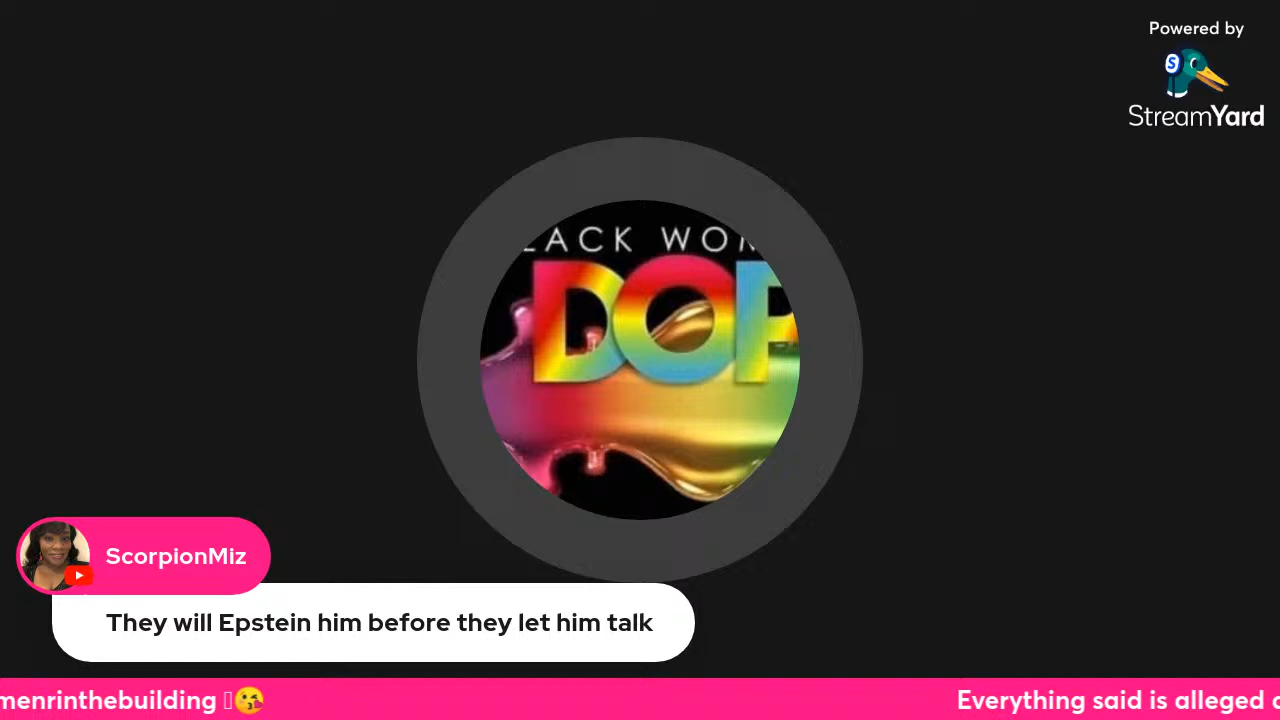 Powered by
S
StreamYard
LACK WOM
DOP
ScorpionMiz
They will Epstein him before they let him talk
menrinthebuilding 😘
Everything said is alleged